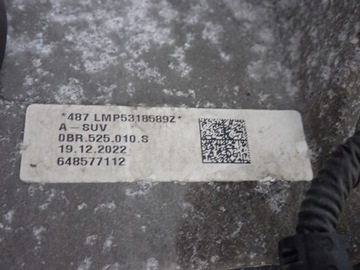 *487 LMP5318589Z*
A-SUV
0BR.525.010.S
19.12.2022
648577112